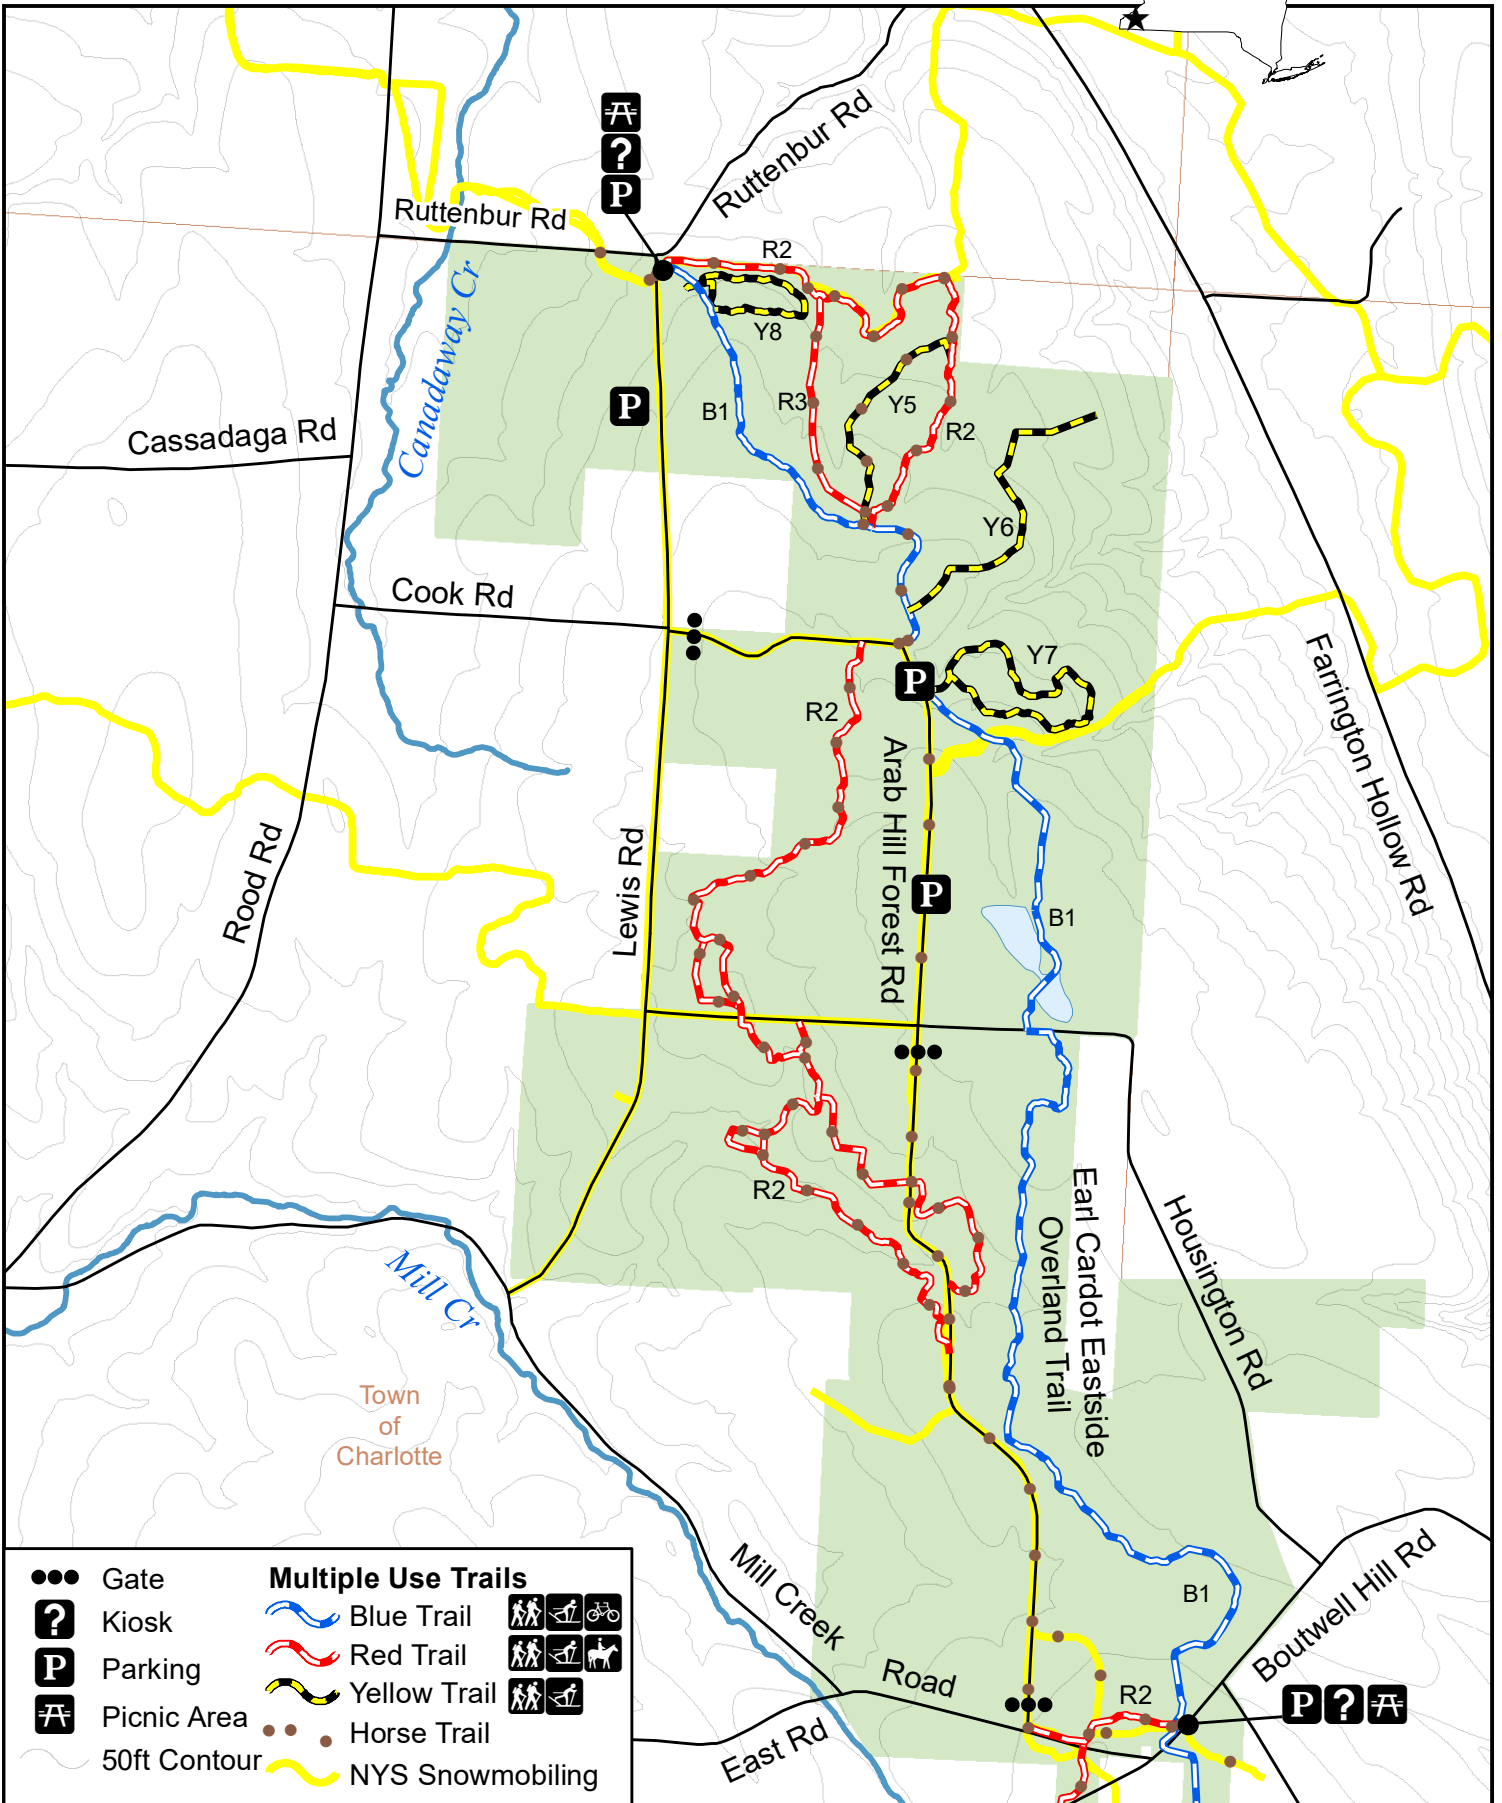 Ruttenbur Rd
Ruttenbur Rd
?
P
R2
Canadaway Cr
Y8
P
B1
R3
Y5
R2
Cassadaga Rd
Y6
Cook Rd
Y7
P
R2
Farrington Hollow Rd
Arab Hill Forest Rd
Rood Rd
Lewis Rd
P
B1
R2
Earl Cardot Eastside
Overland Trail
Housington Rd
Mill Cr
Town
of
Charlotte
Mill Creek
Road
B1
Boutwell Hill Rd
R2
P ?
East Rd
Gate
? Kiosk
P Parking
Picnic Area
50ft Contour
Multiple Use Trails
Blue Trail
Red Trail
Yellow Trail
Horse Trail
NYS Snowmobiling